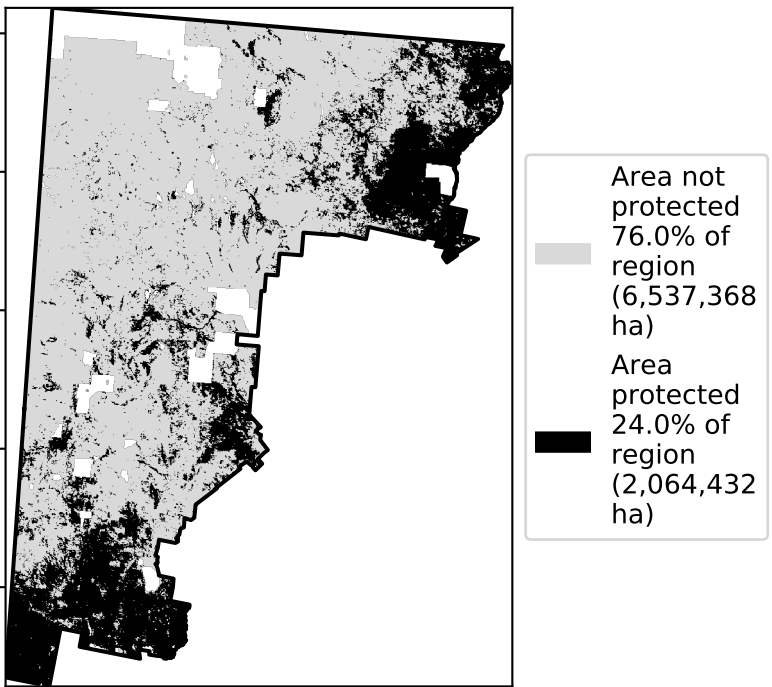 Area not
protected
76.0% of
region
(6,537,368
ha)
Area
protected
24.0% of
region
(2,064,432
ha)